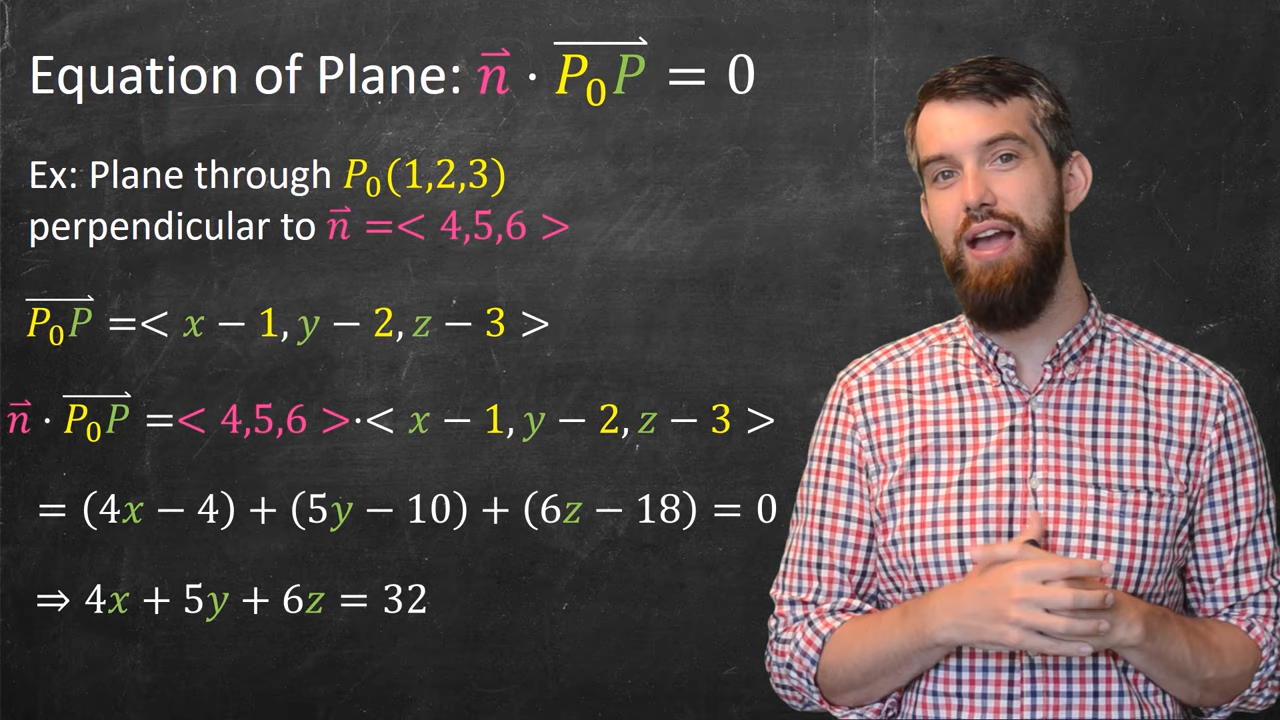 Equation of Plane: n⃗ · P₀P⃗ = 0
Ex: Plane through P₀(1,2,3)
perpendicular to n⃗ =< 4,5,6 >
P₀P⃗ =< x − 1, y − 2, z − 3 >
n⃗ · P₀P⃗ =< 4,5,6 >·< x − 1, y − 2, z − 3 >
= (4x − 4) + (5y − 10) + (6z − 18) = 0
⇒ 4x + 5y + 6z = 32